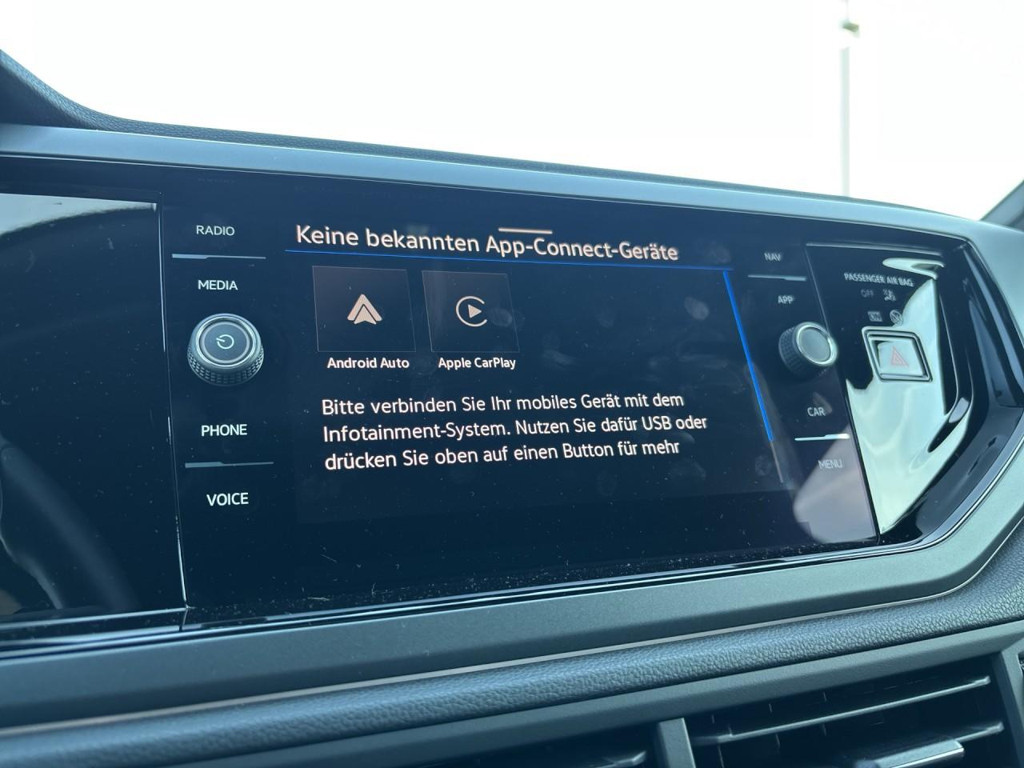 RADIO
MEDIA
PHONE
VOICE
Keine bekannten App-Connect-Geräte
Android Auto
Apple CarPlay
Bitte verbinden Sie Ihr mobiles Gerät mit dem
Infotainment-System. Nutzen Sie dafür USB oder
drücken Sie oben auf einen Button für mehr
NAV
APP
CAR
MENU
PASSENGER AIR BAG
OFF